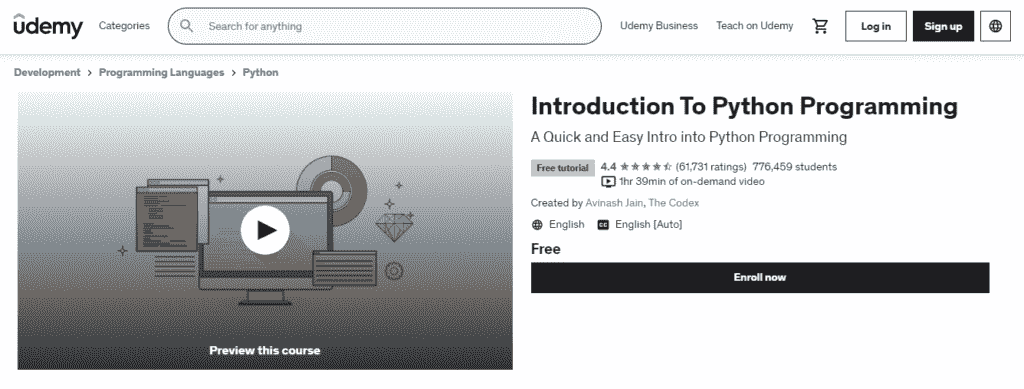 udemy Categories Search for anything Udemy Business Teach on Udemy Log in Sign up
Development > Programming Languages > Python
Introduction To Python Programming
A Quick and Easy Intro into Python Programming
Free tutorial 4.4 (61,731 ratings) 776,459 students
1hr 39min of on-demand video
Created by Avinash Jain, The Codex
English CC English [Auto]
Free
Enroll now
Preview this course